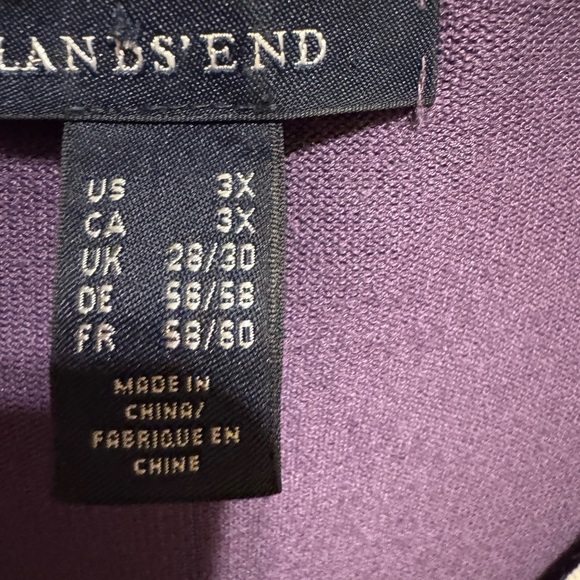 LANDS' END
US 3X
CA 3X
UK 28/30
DE 56/58
FR 58/60
MADE IN
CHINA/
FABRIQUE EN
CHINE